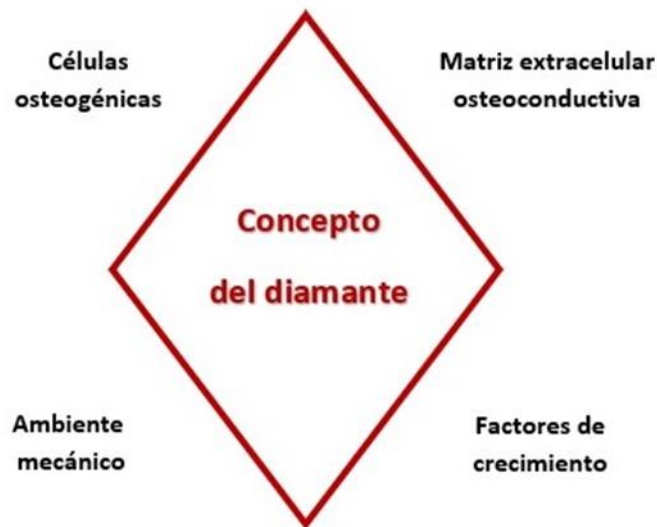 Células
osteogénicas
Matriz extracelular
osteoconductiva
Concepto
del diamante
Ambiente
mecánico
Factores de
crecimiento